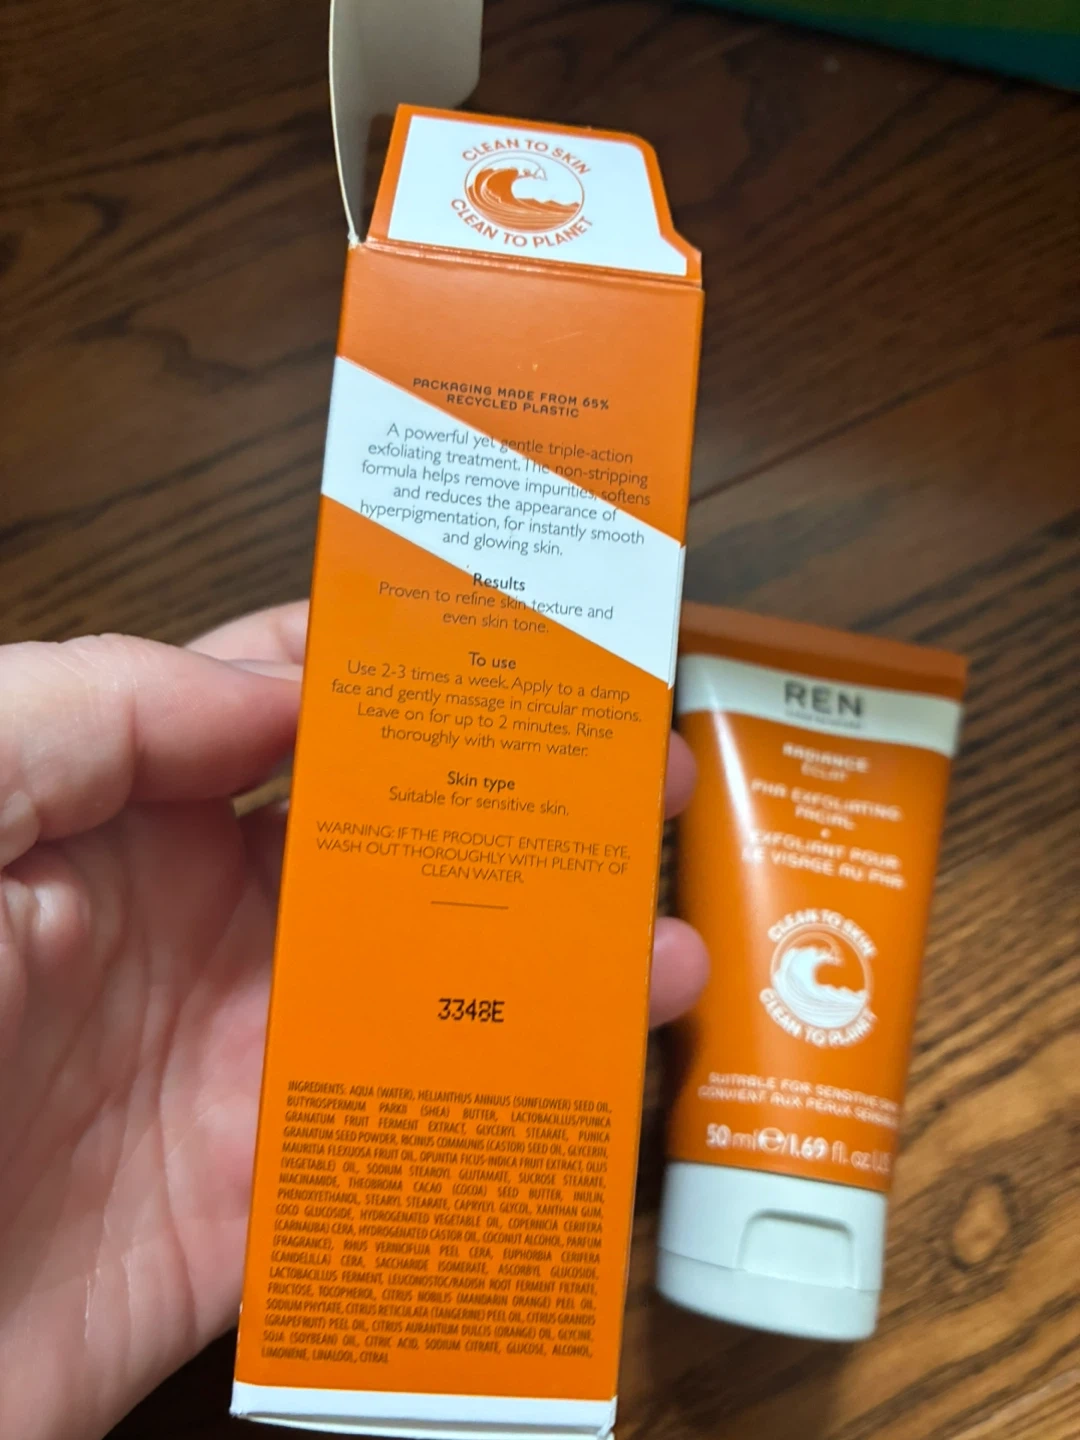 CLEAN TO SKIN
CLEAN TO PLANET
PACKAGING MADE FROM 65%
RECYCLED PLASTIC
A powerful yet gentle triple-action
exfoliating treatment. The non-stripping
formula helps remove impurities, softens
and reduces the appearance of
hyperpigmentation, for instantly smooth
and glowing skin.
Results
Proven to refine skin texture and
even skin tone.
To use
Use 2-3 times a week. Apply to a damp
face and gently massage in circular motions.
Leave on for up to 2 minutes. Rinse
thoroughly with warm water.
Skin type
Suitable for sensitive skin.
WARNING: IF THE PRODUCT ENTERS THE EYE,
WASH OUT THOROUGHLY WITH PLENTY OF
CLEAN WATER.
3348E
INGREDIENTS: AQUA (WATER), HELIANTHUS ANNUUS (SUNFLOWER) SEED OIL,
BUTYROSPERMUM PARKII (SHEA) BUTTER, LACTOBACILLUS/PUNICA
GRANATUM FRUIT FERMENT EXTRACT, GLYCERYL STEARATE, PUNICA
GRANATUM SEED POWDER, RICINUS COMMUNIS (CASTOR) SEED OIL, GLYCERIN,
MAURITIA FLEXUOSA FRUIT OIL, OPUNTIA FICUS-INDICA FRUIT EXTRACT, OLUS
(VEGETABLE) OIL, SODIUM STEAROYL GLUTAMATE, SUCROSE STEARATE,
NIACINAMIDE, THEOBROMA CACAO (COCOA) SEED BUTTER, INULIN,
PHENOXYETHANOL, STEARYL STEARATE, CAPRYLYL GLYCOL, XANTHAN GUM,
COCO GLUCOSIDE, HYDROGENATED VEGETABLE OIL, COPERNICIA CERIFERA
(CARNAUBA) CERA, HYDROGENATED CASTOR OIL, COCONUT ALCOHOL, PARFUM
(FRAGRANCE), RHUS VERNICIFLUA PEEL CERA, EUPHORBIA CERIFERA
(CANDELILLA) CERA, SACCHARIDE ISOMERATE, ASCORBYL GLUCOSIDE,
LACTOBACILLUS FERMENT, LEUCONOSTOC/RADISH ROOT FERMENT FILTRATE,
FRUCTOSE, TOCOPHEROL, CITRUS NOBILIS (MANDARIN ORANGE) PEEL OIL,
SODIUM PHYTATE, CITRUS RETICULATA (TANGERINE) PEEL OIL, CITRUS GRANDIS
(GRAPEFRUIT) PEEL OIL, CITRUS AURANTIUM DULCIS (ORANGE) OIL, GLYCINE
SOJA (SOYBEAN) OIL, CITRIC ACID, SODIUM CITRATE, GLUCOSE, ALCOHOL,
LIMONENE, LINALOOL, CITRAL
REN
RADIANCE
ÉCLAT
PHA EXFOLIATING
FACIAL
•
EXFOLIANT POUR
LE VISAGE AU PHA
CLEAN TO SKIN
CLEAN TO PLANET
SUITABLE FOR SENSITIVE
CONVIENT AUX PEAUX
50 ml℮/1.69 fl. oz US